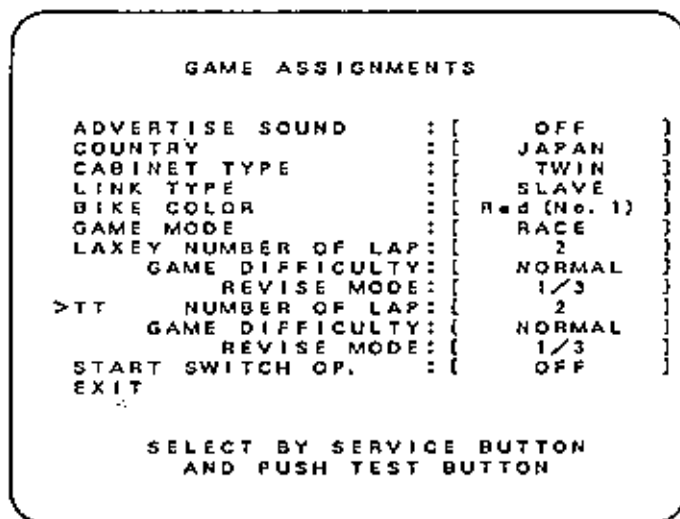 GAME ASSIGNMENTS
ADVERTISE SOUND : [ OFF ]
COUNTRY : [ JAPAN ]
CABINET TYPE : [ TWIN ]
LINK TYPE : [ SLAVE ]
BIKE COLOR : [ Red (No. 1) ]
GAME MODE : [ RACE ]
LAXEY NUMBER OF LAP: [ 2 ]
GAME DIFFICULTY: [ NORMAL ]
REVISE MODE: [ 1/3 ]
>TT NUMBER OF LAP: [ 2 ]
GAME DIFFICULTY: [ NORMAL ]
REVISE MODE: [ 1/3 ]
START SWITCH OP. : [ OFF ]
EXIT
SELECT BY SERVICE BUTTON
AND PUSH TEST BUTTON